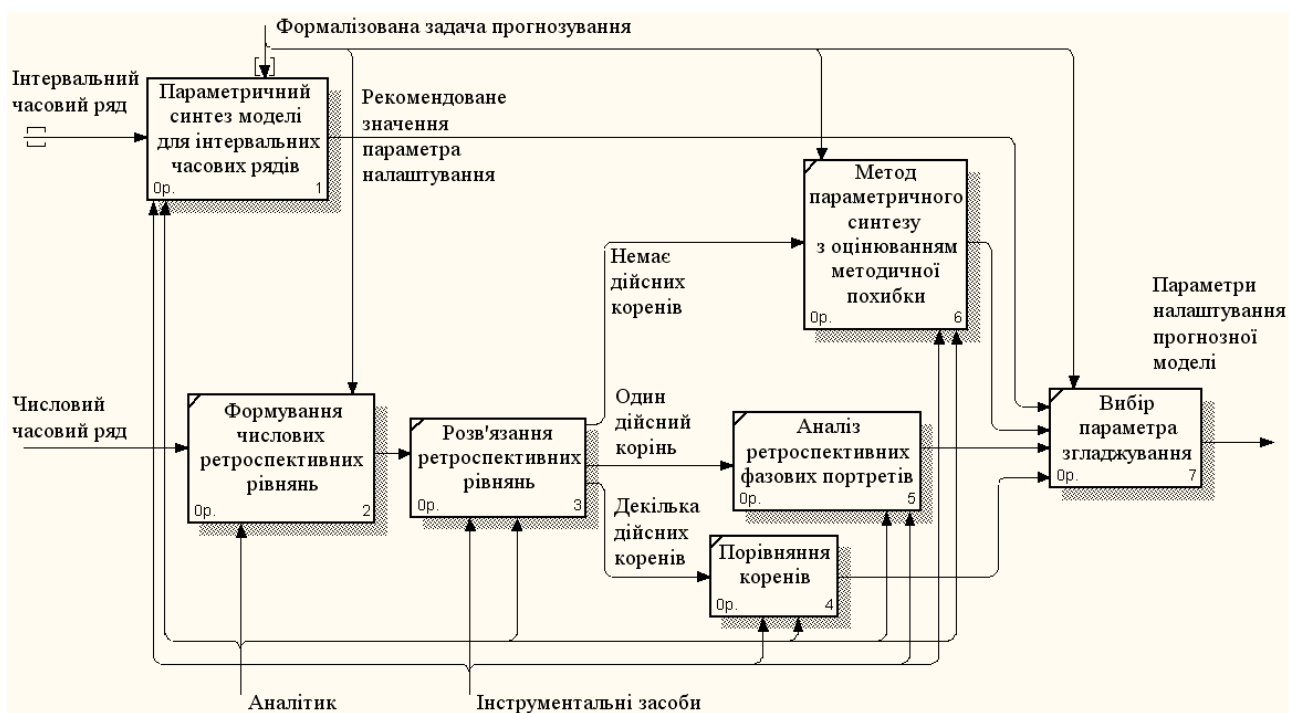 Формалізована задача прогнозування
Інтервальний
часовий ряд
Параметричний
синтез моделі
для інтервальних
часових рядів
0р.
1
Рекомендоване
значення
параметра
налаштування
Метод
параметричного
синтезу
з оцінюванням
методичної
похибки
0р.
6
Немає
дійсних
коренів
Параметри
налаштування
прогнозної
моделі
Числовий
часовий ряд
Формування
числових
ретроспективних
рівнянь
0р.
2
Розв'язання
ретроспективних
рівнянь
0р.
3
Один
дійсний
корінь
Аналіз
ретроспективних
фазових портретів
0р.
5
Вибір
параметра
згладжування
0р.
7
Декілька
дійсних
коренів
Порівняння
коренів
0р.
4
Аналітик
Інструментальні засоби